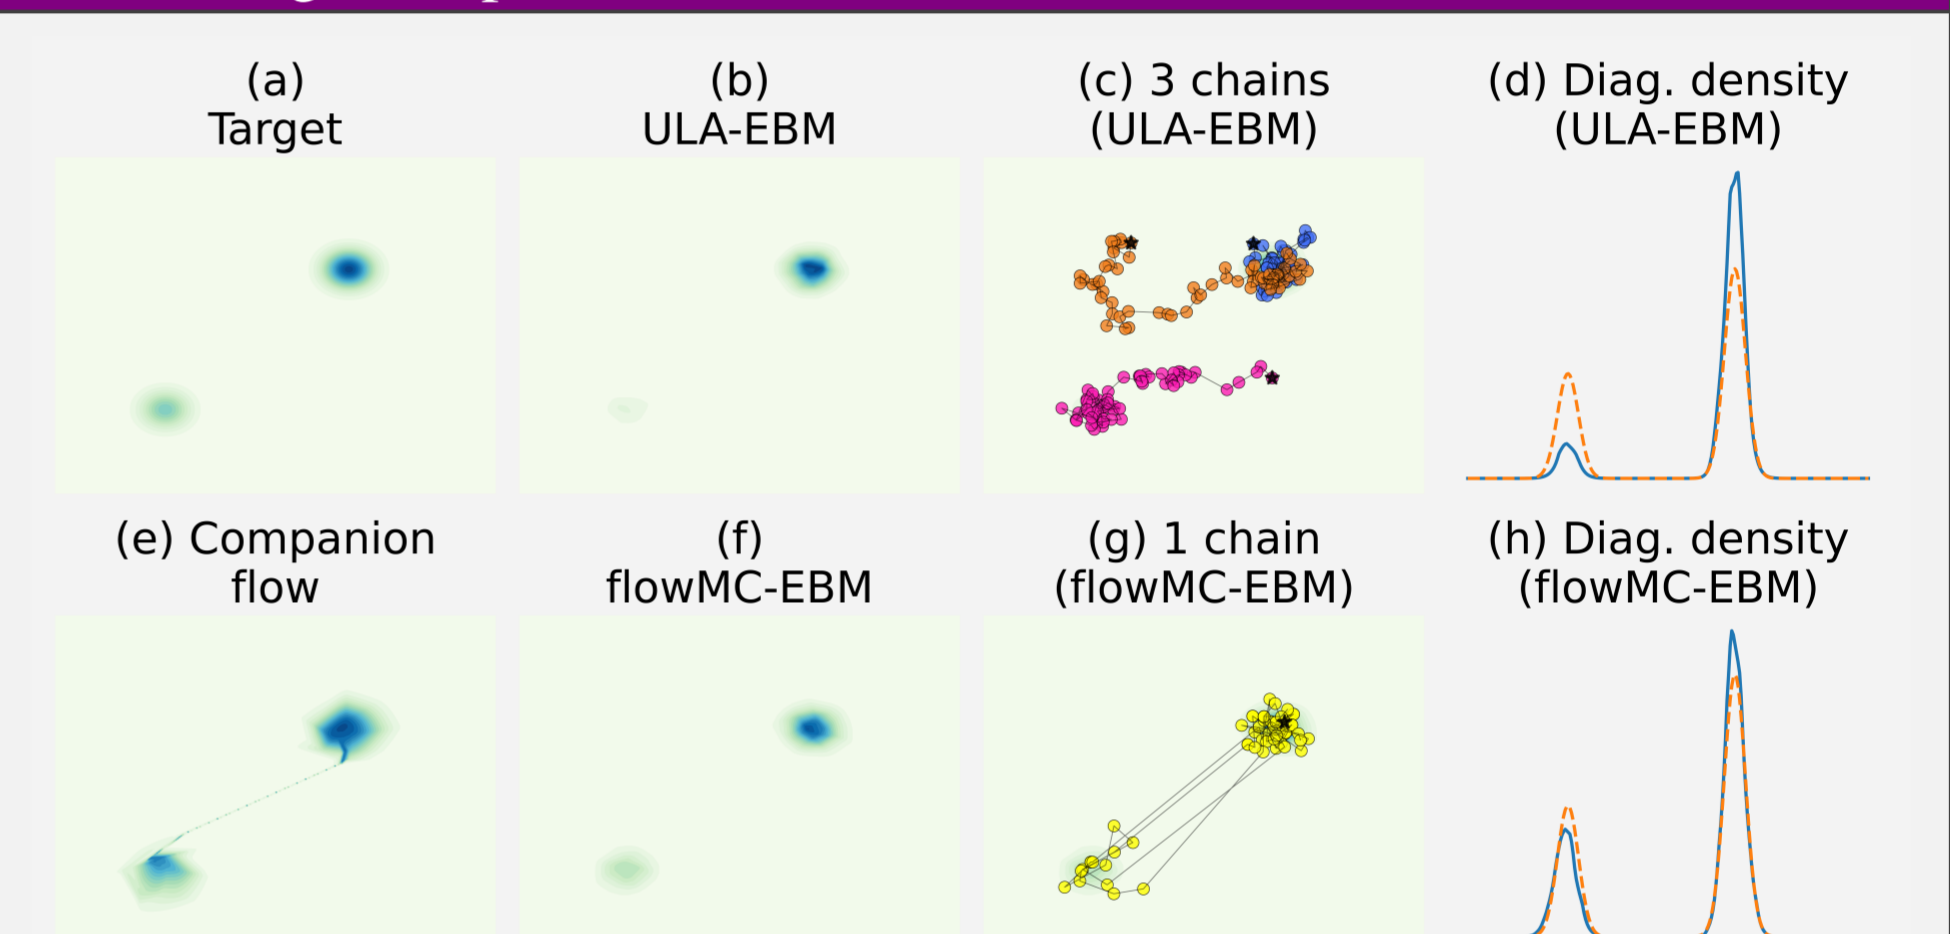 (a)
Target
(b)
ULA-EBM
(c) 3 chains
(ULA-EBM)
(d) Diag. density
(ULA-EBM)
(e) Companion
flow
(f)
flowMC-EBM
(g) 1 chain
(flowMC-EBM)
(h) Diag. density
(flowMC-EBM)